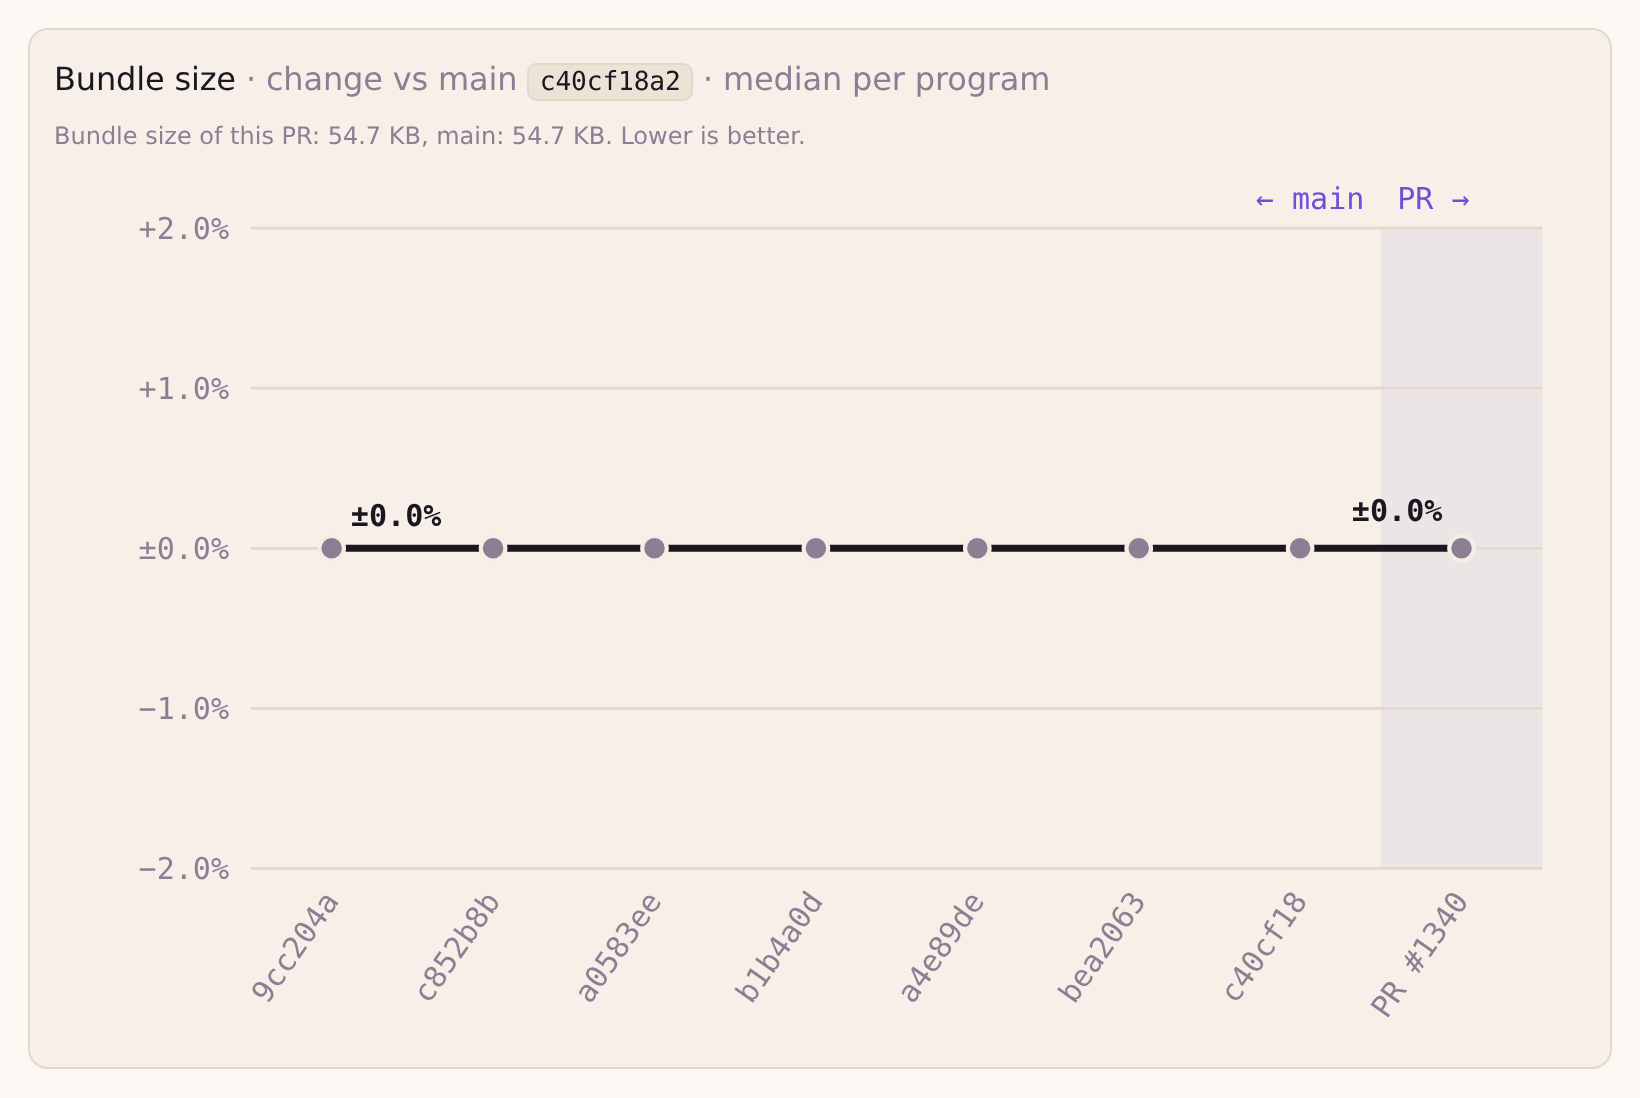 Bundle size · change vs main c40cf18a2 · median per program
Bundle size of this PR: 54.7 KB, main: 54.7 KB. Lower is better.
← main PR →
+2.0%
+1.0%
±0.0%
−1.0%
−2.0%
±0.0%
±0.0%
9cc204a
c852b8b
a0583ee
b1b4a0d
a4e89de
bea2063
c40cf18
PR #1340